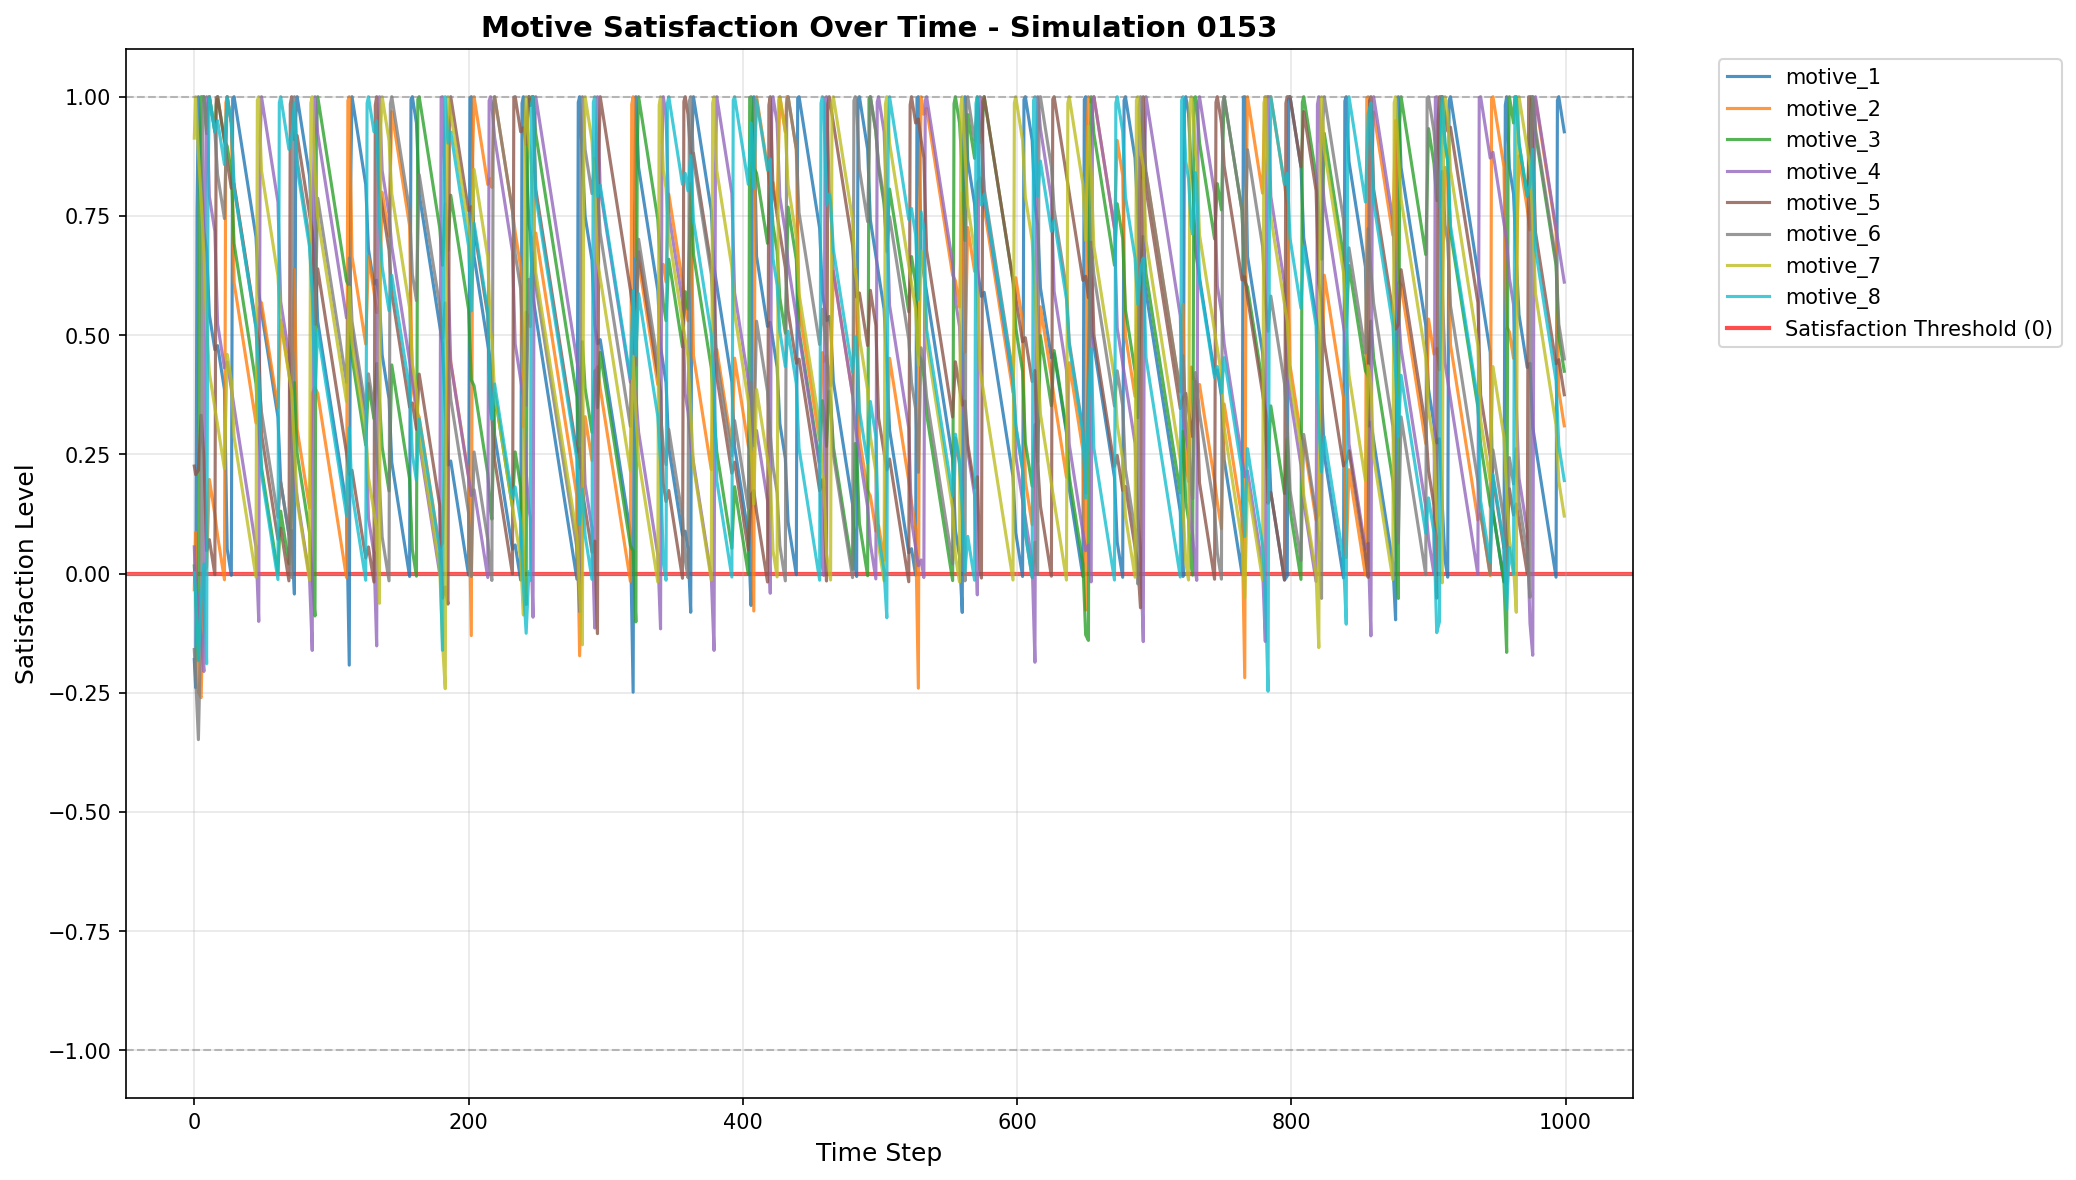 Motive Satisfaction Over Time - Simulation 0153
1.00
0.75
0.50
0.25
0.00
−0.25
−0.50
−0.75
−1.00
Satisfaction Level
0
200
400
600
800
1000
Time Step
motive_1
motive_2
motive_3
motive_4
motive_5
motive_6
motive_7
motive_8
Satisfaction Threshold (0)